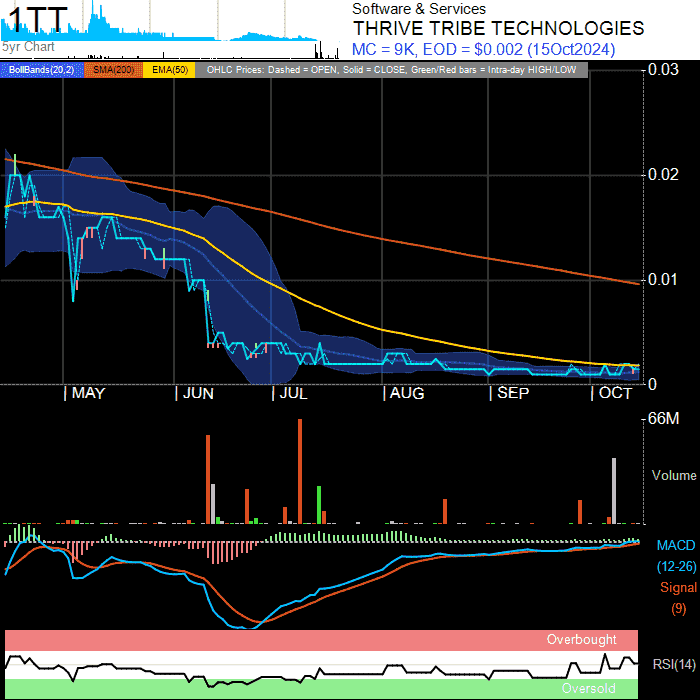 1TT
Software & Services
THRIVE TRIBE TECHNOLOGIES
MC = 9K, EOD = $0.002 (15Oct2024)
5yr Chart
BollBands(20,2) SMA(200) EMA(50) OHLC Prices: Dashed = OPEN, Solid = CLOSE, Green/Red bars = Intra-day HIGH/LOW
0.03
0.02
0.01
0
| MAY | JUN | JUL | AUG | SEP | OCT
66M
Volume
MACD
(12-26)
Signal
(9)
Overbought
RSI(14)
Oversold